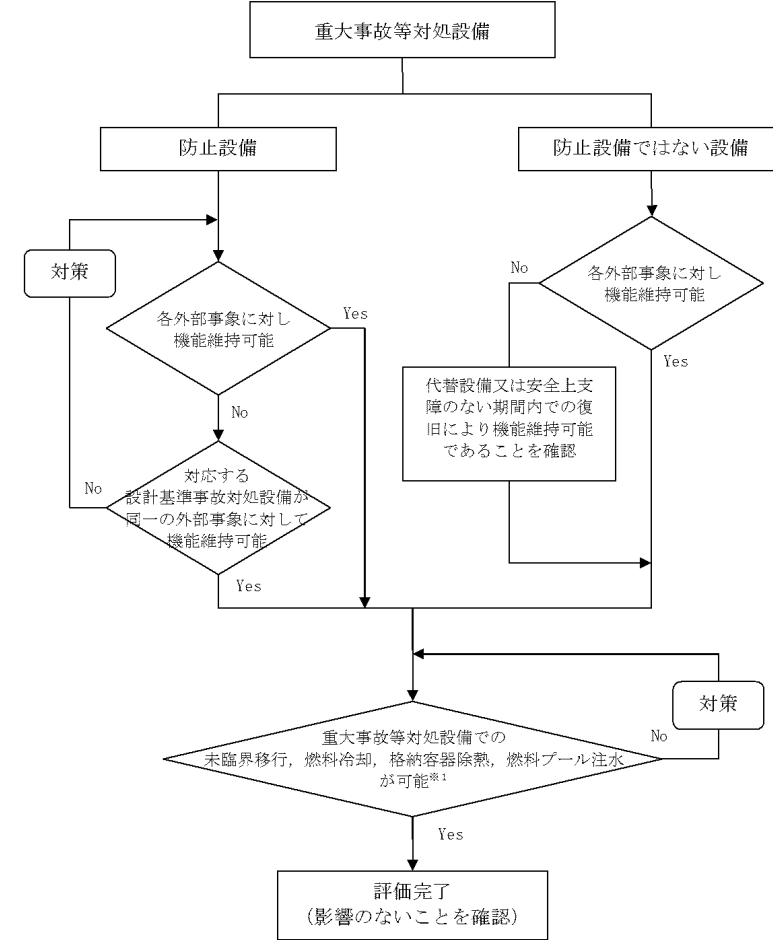 重大事故等対処設備
防止設備
防止設備ではない設備
対策
各外部事象に対し
機能維持可能
Yes
No
No
各外部事象に対し
機能維持可能
Yes
代替設備又は安全上支
障のない期間内での復
旧により機能維持可能
であることを確認
対応する
設計基準事故対処設備が
同一の外部事象に対して
機能維持可能
No
Yes
対策
No
重大事故等対処設備での
未臨界移行，燃料冷却，格納容器除熱，燃料プール注水
が可能※1
Yes
評価完了
（影響のないことを確認）